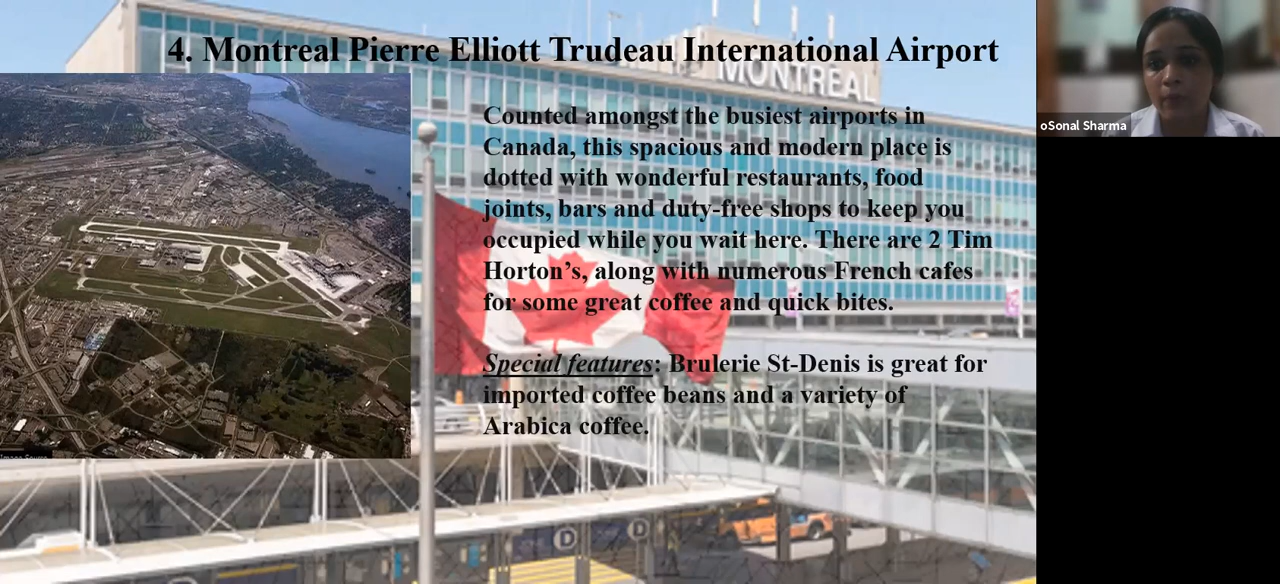 4. Montreal Pierre Elliott Trudeau International Airport
MONTRÉAL
Counted amongst the busiest airports in
Canada, this spacious and modern place is
dotted with wonderful restaurants, food
joints, bars and duty-free shops to keep you
occupied while you wait here. There are 2 Tim
Horton’s, along with numerous French cafes
for some great coffee and quick bites.
Special features: Brulerie St-Denis is great for
imported coffee beans and a variety of
Arabica coffee.
Image Source
D
D
oSonal Sharma